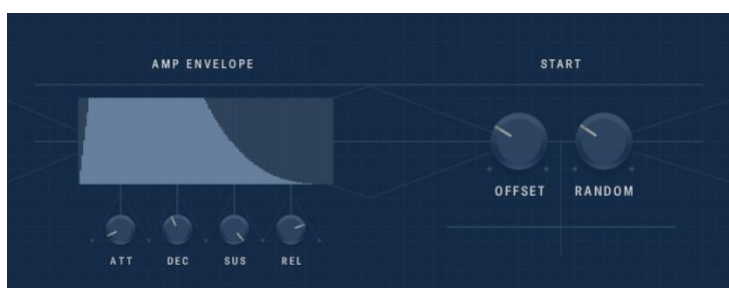 AMP ENVELOPE
START
OFFSET
RANDOM
ATT
DEC
SUS
REL